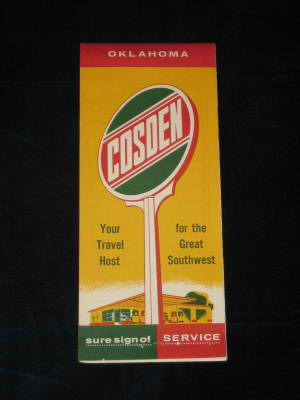 OKLAHOMA
COSDEN
Your
Travel
Host
for the
Great
Southwest
sure sign of SERVICE